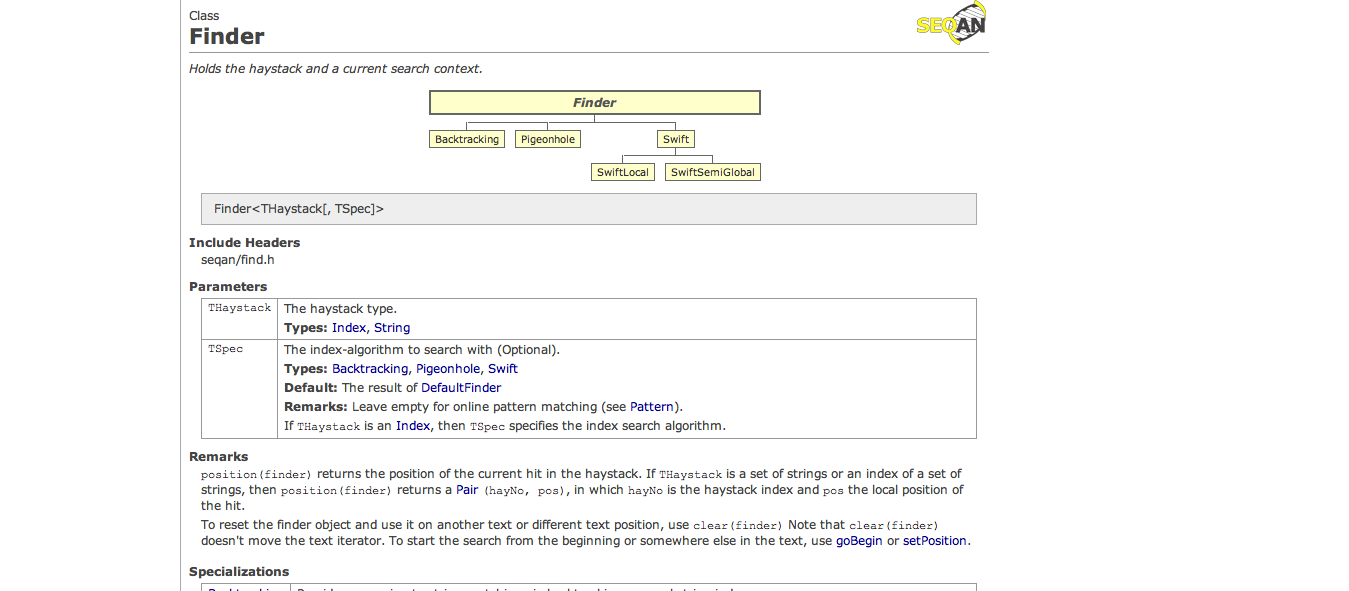 Class
Finder
SEQAN
Holds the haystack and a current search context.
Finder
Backtracking Pigeonhole Swift
SwiftLocal SwiftSemiGlobal
Finder<THaystack[, TSpec]>
Include Headers
seqan/find.h
Parameters
THaystack The haystack type.
Types: Index, String
TSpec The index-algorithm to search with (Optional).
Types: Backtracking, Pigeonhole, Swift
Default: The result of DefaultFinder
Remarks: Leave empty for online pattern matching (see Pattern).
If THaystack is an Index, then TSpec specifies the index search algorithm.
Remarks
position(finder) returns the position of the current hit in the haystack. If THaystack is a set of strings or an index of a set of
strings, then position(finder) returns a Pair (hayNo, pos), in which hayNo is the haystack index and pos the local position of
the hit.
To reset the finder object and use it on another text or different text position, use clear(finder) Note that clear(finder)
doesn't move the text iterator. To start the search from the beginning or somewhere else in the text, use goBegin or setPosition.
Specializations